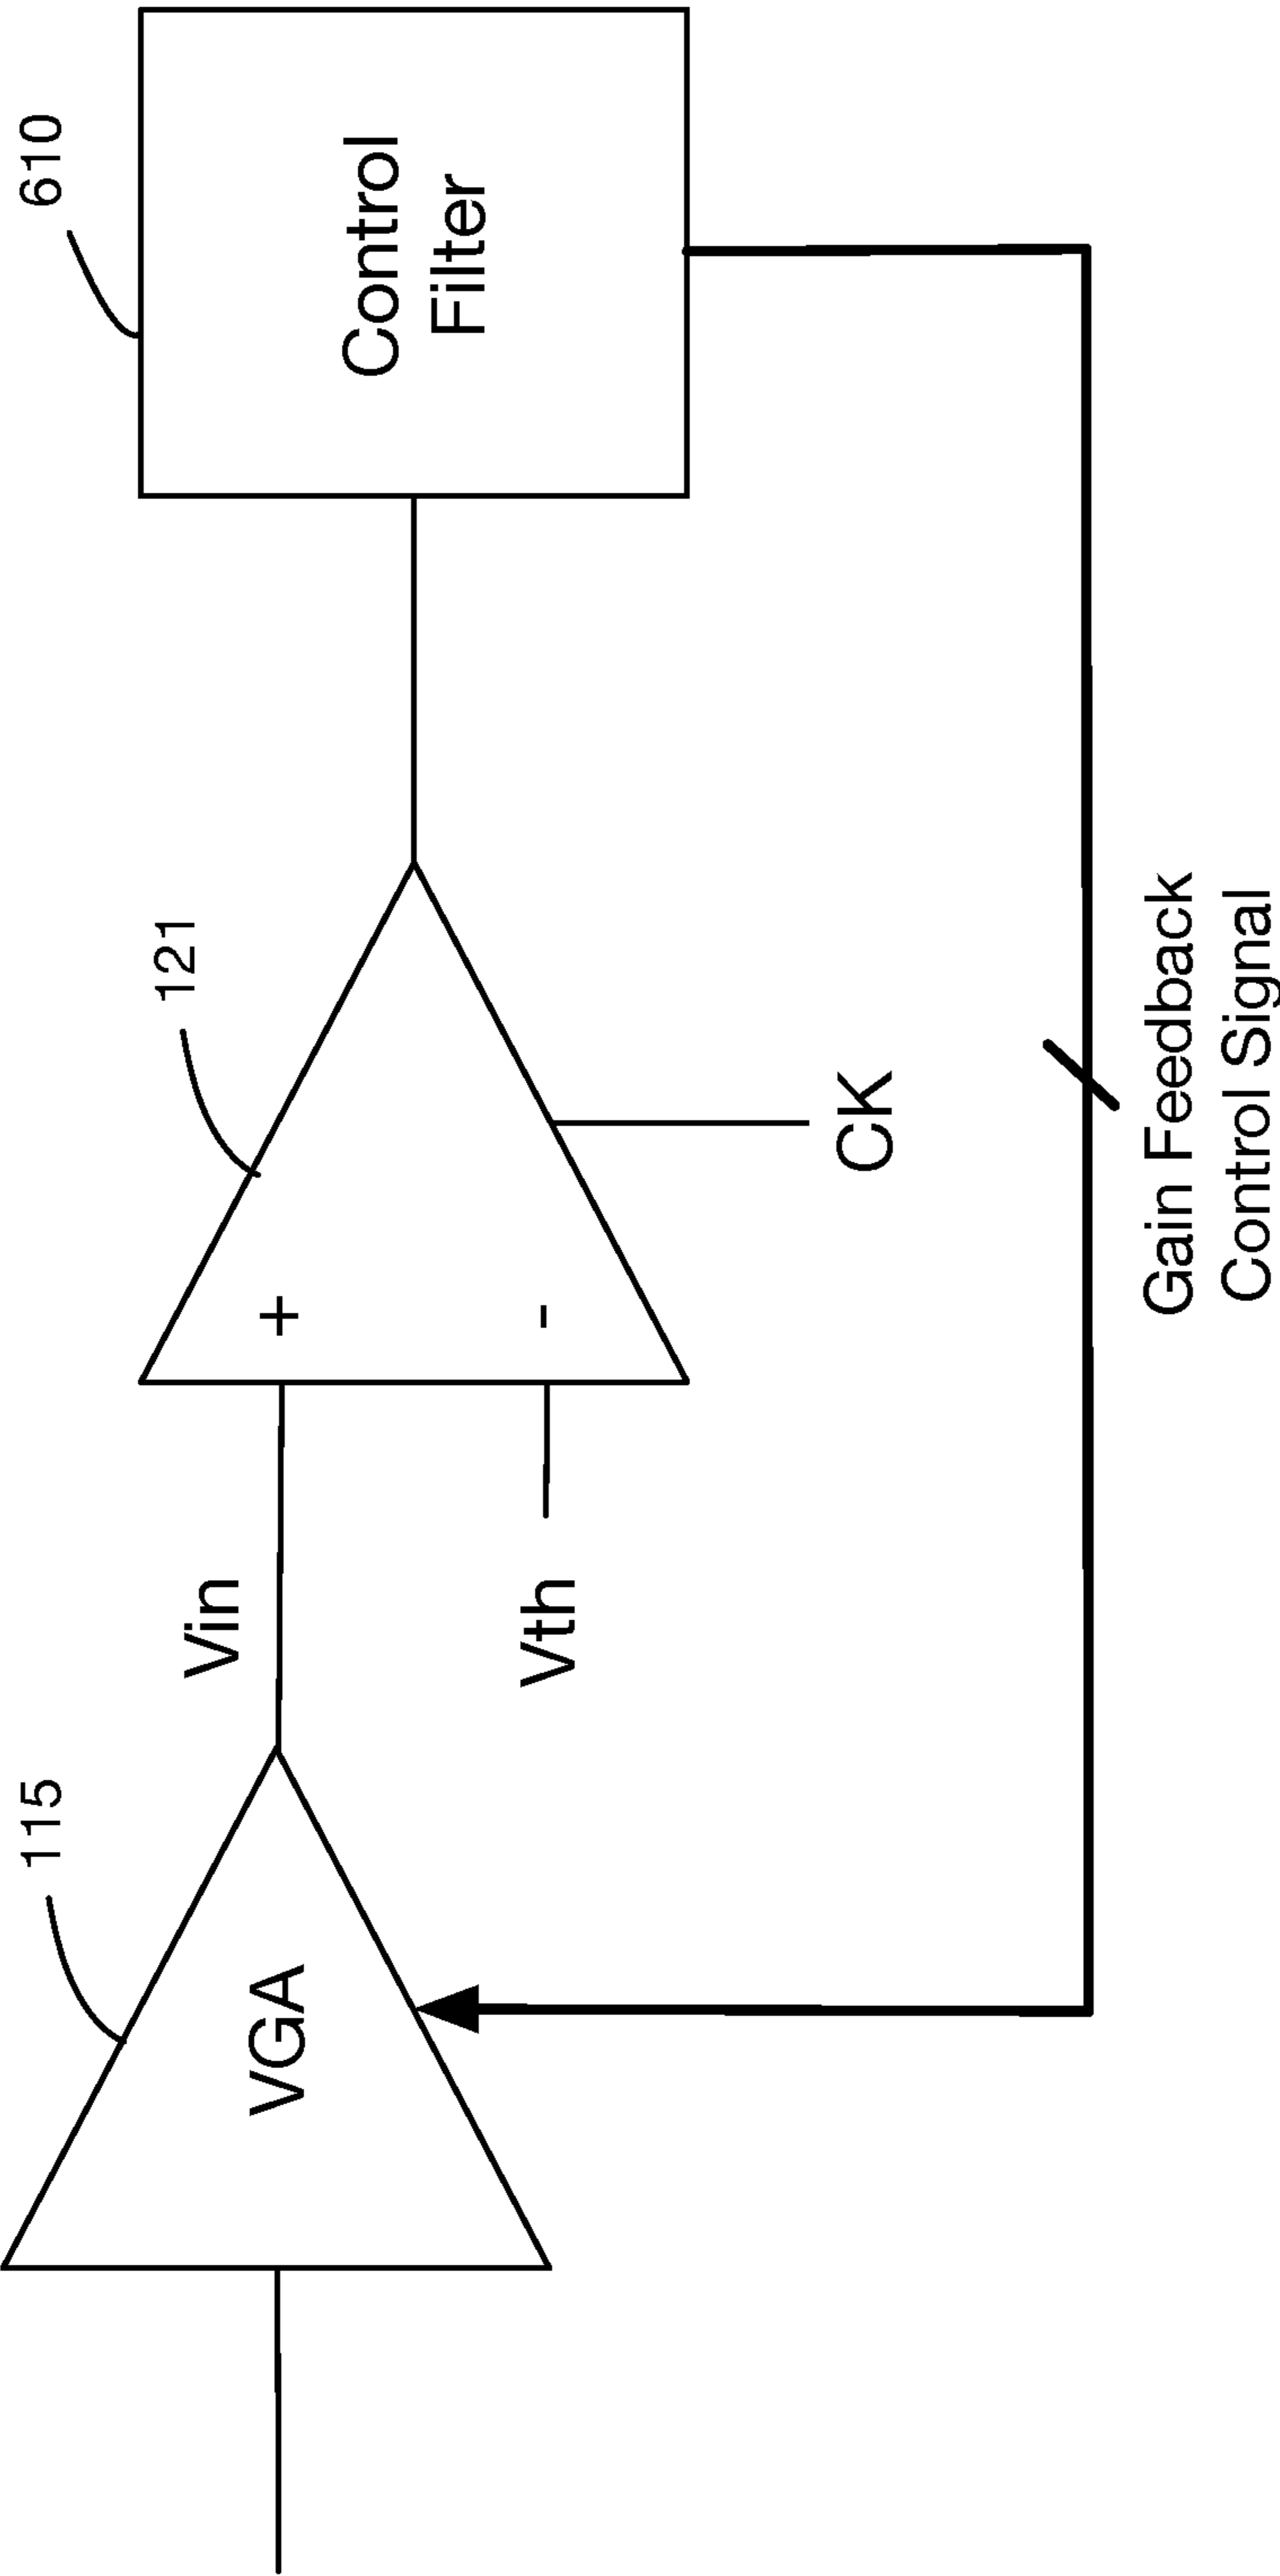 115
VGA
Vin
Vth
121
+
-
CK
610
Control
Filter
Gain Feedback
Control Signal